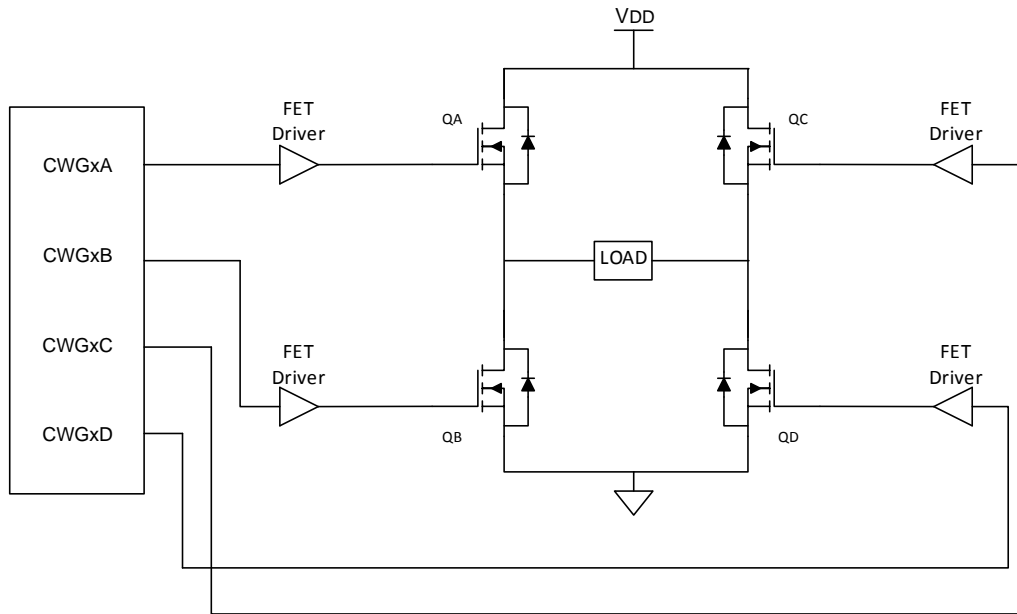 VDD
FET
Driver
QA
QC
FET
Driver
CWGxA
CWGxB
LOAD
CWGxC
FET
Driver
FET
Driver
CWGxD
QB
QD